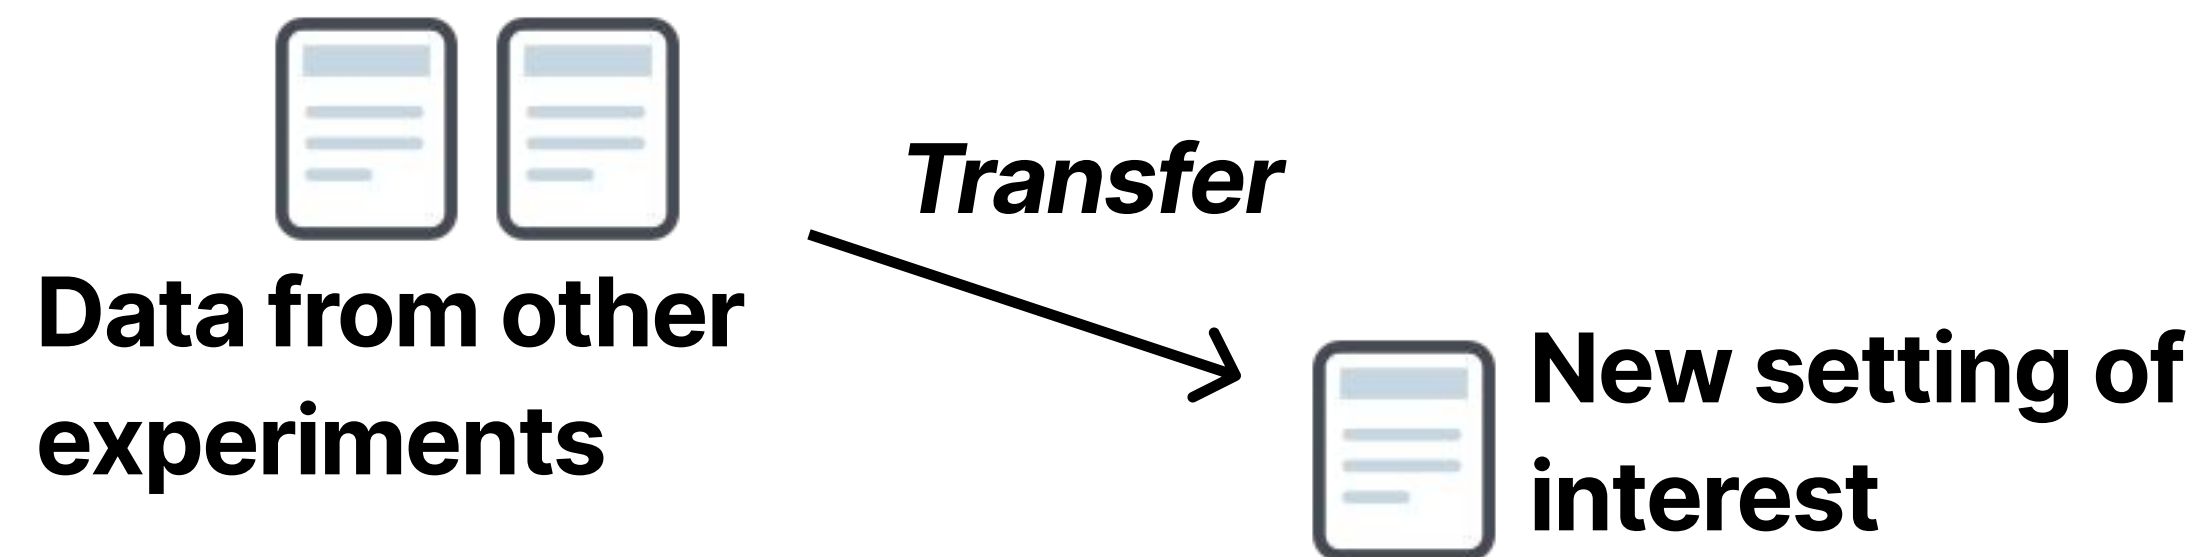 Transfer
Data from other
experiments
New setting of
interest